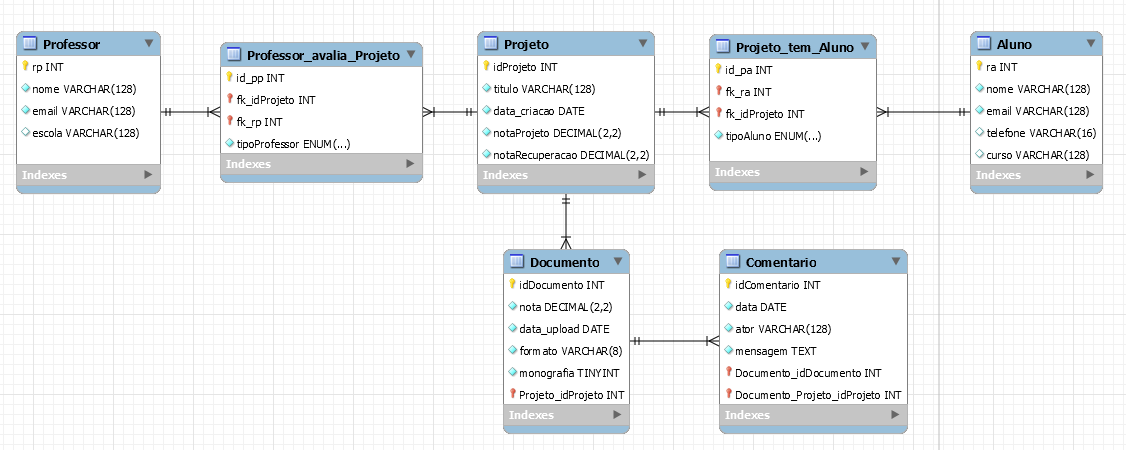 Professor
rp INT
nome VARCHAR(128)
email VARCHAR(128)
escola VARCHAR(128)
Indexes
Professor_avalia_Projeto
id_pp INT
fk_idProjeto INT
fk_rp INT
tipoProfessor ENUM(...)
Indexes
Projeto
idProjeto INT
titulo VARCHAR(128)
data_criacao DATE
notaProjeto DECIMAL(2,2)
notaRecuperacao DECIMAL(2,2)
Indexes
Projeto_tem_Aluno
id_pa INT
fk_ra INT
fk_idProjeto INT
tipoAluno ENUM(...)
Indexes
Aluno
ra INT
nome VARCHAR(128)
email VARCHAR(128)
telefone VARCHAR(16)
curso VARCHAR(128)
Indexes
Documento
idDocumento INT
nota DECIMAL(2,2)
data_upload DATE
formato VARCHAR(8)
monografia TINYINT
Projeto_idProjeto INT
Indexes
Comentario
idComentario INT
data DATE
ator VARCHAR(128)
mensagem TEXT
Documento_idDocumento INT
Documento_Projeto_idProjeto INT
Indexes